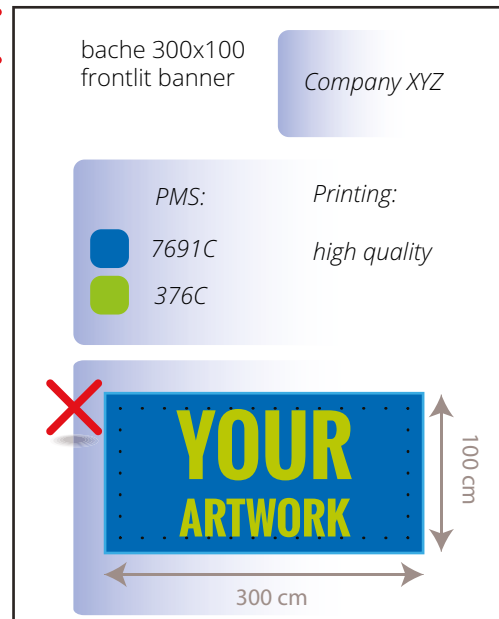 bache 300x100
frontlit banner
Company XYZ
PMS:
7691C
376C
Printing:
high quality
YOUR
ARTWORK
100 cm
300 cm